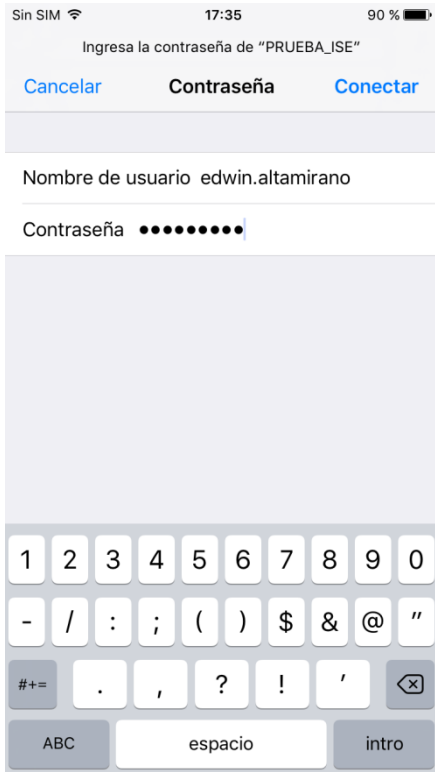 Sin SIM 17:35 90 %
Ingresa la contraseña de “PRUEBA_ISE”
Cancelar Contraseña Conectar
Nombre de usuario edwin.altamirano
Contraseña •••••••••
1 2 3 4 5 6 7 8 9 0
- / : ; ( ) $ & @ "
#+= . , ? ! ’
ABC espacio intro